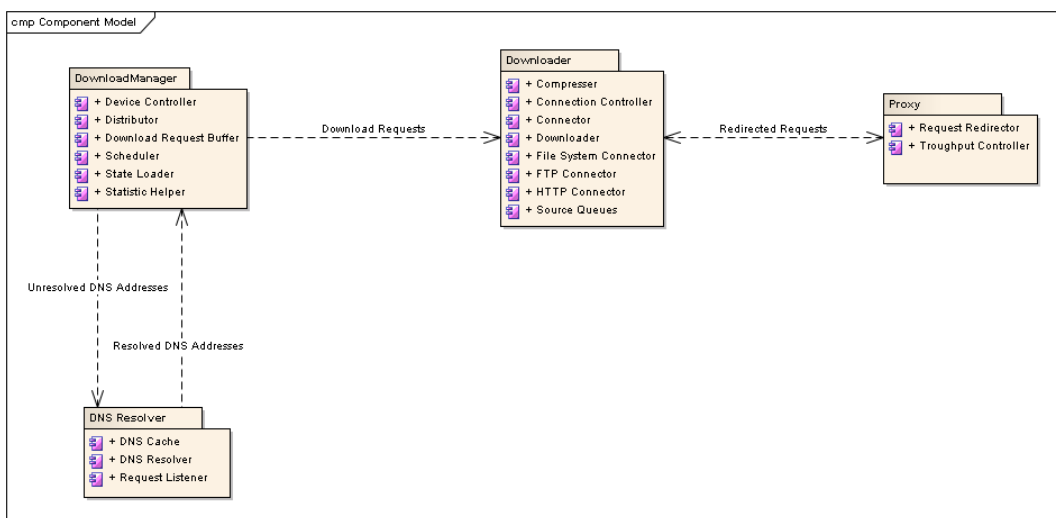 cmp Component Model
DownloadManager
+ Device Controller
+ Distributor
+ Download Request Buffer
+ Scheduler
+ State Loader
+ Statistic Helper
Download Requests
Downloader
+ Compresser
+ Connection Controller
+ Connector
+ Downloader
+ File System Connector
+ FTP Connector
+ HTTP Connector
+ Source Queues
Redirected Requests
Proxy
+ Request Redirector
+ Troughput Controller
Unresolved DNS Addresses
Resolved DNS Addresses
DNS Resolver
+ DNS Cache
+ DNS Resolver
+ Request Listener